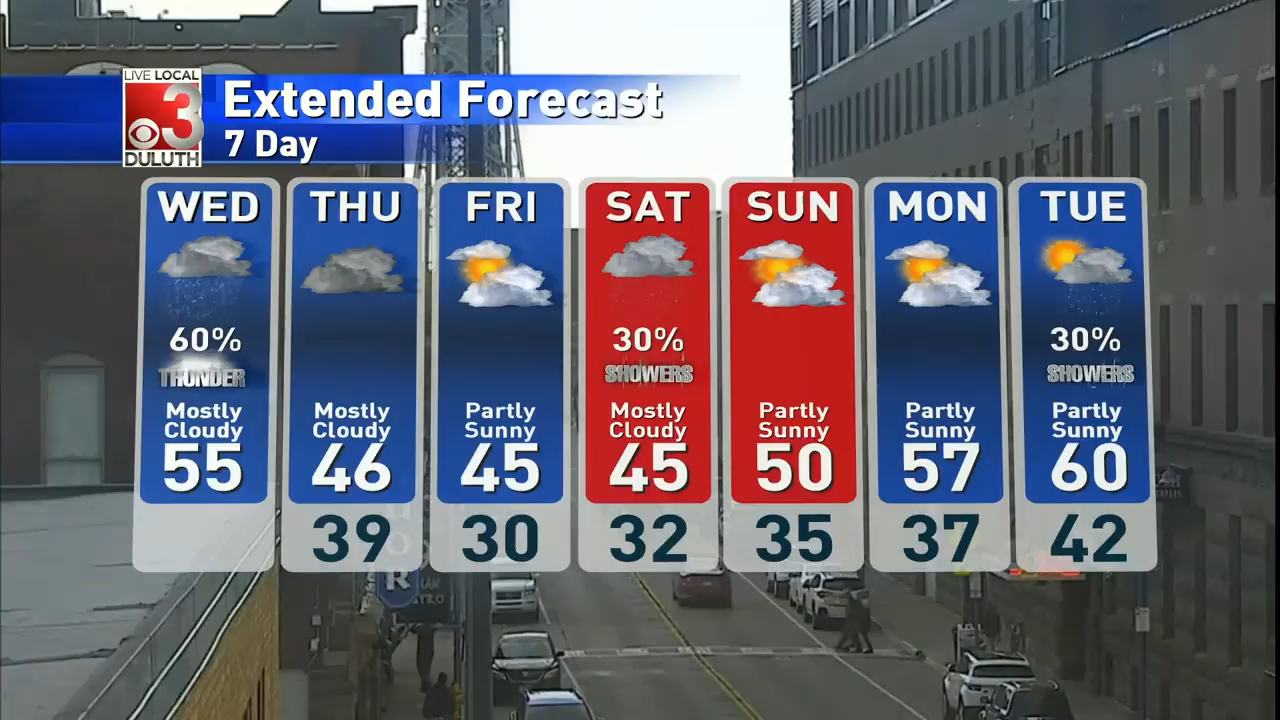 LIVE LOCAL
3
DULUTH
Extended Forecast
7 Day
WED
60%
THUNDER
Mostly
Cloudy
55
THU
Mostly
Cloudy
46
39
FRI
Partly
Sunny
45
30
SAT
30%
SHOWERS
Mostly
Cloudy
45
32
SUN
Partly
Sunny
50
35
MON
Partly
Sunny
57
37
TUE
30%
SHOWERS
Partly
Sunny
60
42
R